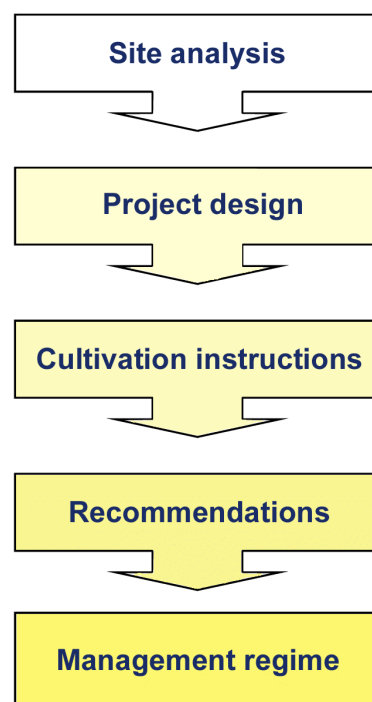 Site analysis
Project design
Cultivation instructions
Recommendations
Management regime